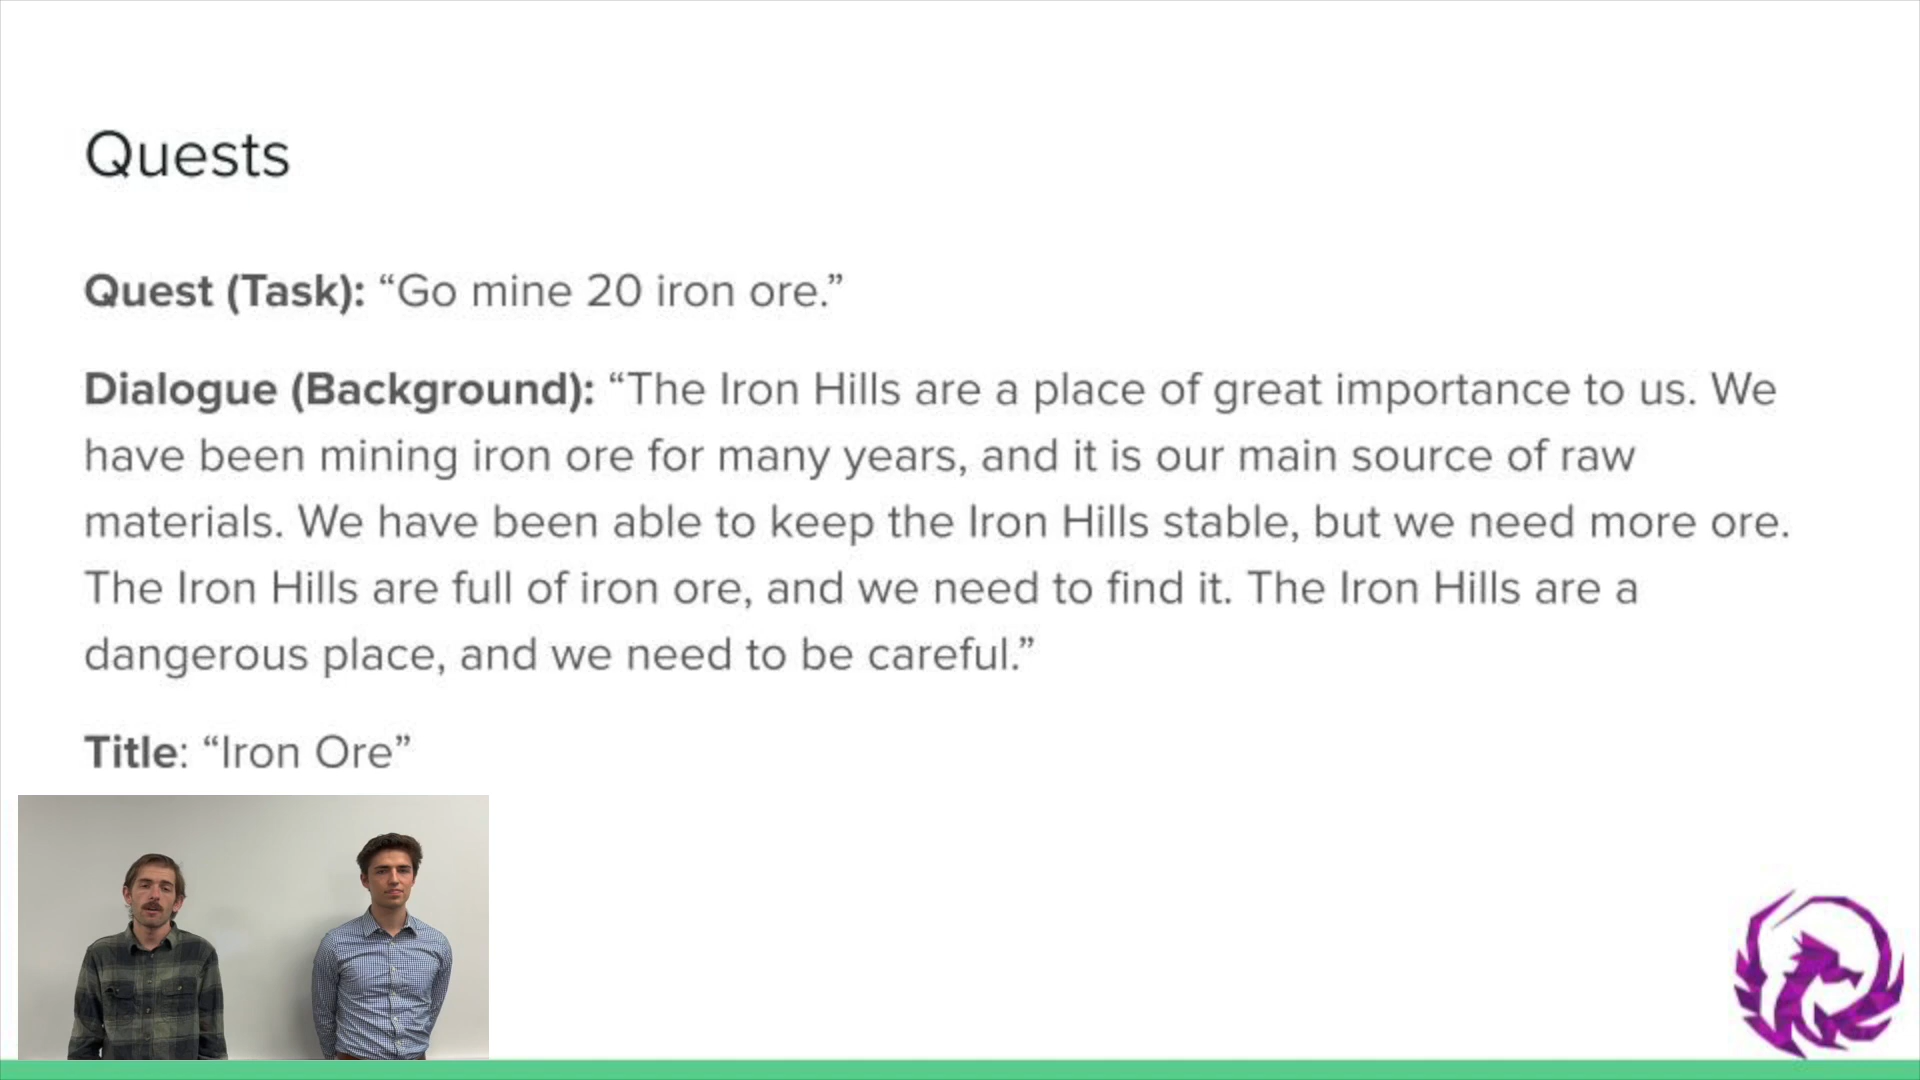 Quests
Quest (Task): “Go mine 20 iron ore.”
Dialogue (Background): “The Iron Hills are a place of great importance to us. We
have been mining iron ore for many years, and it is our main source of raw
materials. We have been able to keep the Iron Hills stable, but we need more ore.
The Iron Hills are full of iron ore, and we need to find it. The Iron Hills are a
dangerous place, and we need to be careful.”
Title: “Iron Ore”